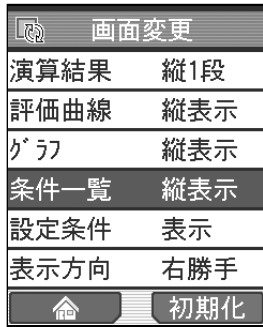 画面変更
演算結果 縦1段
評価曲線 縦表示
グラフ 縦表示
条件一覧 縦表示
設定条件 表示
表示方向 右勝手
初期化